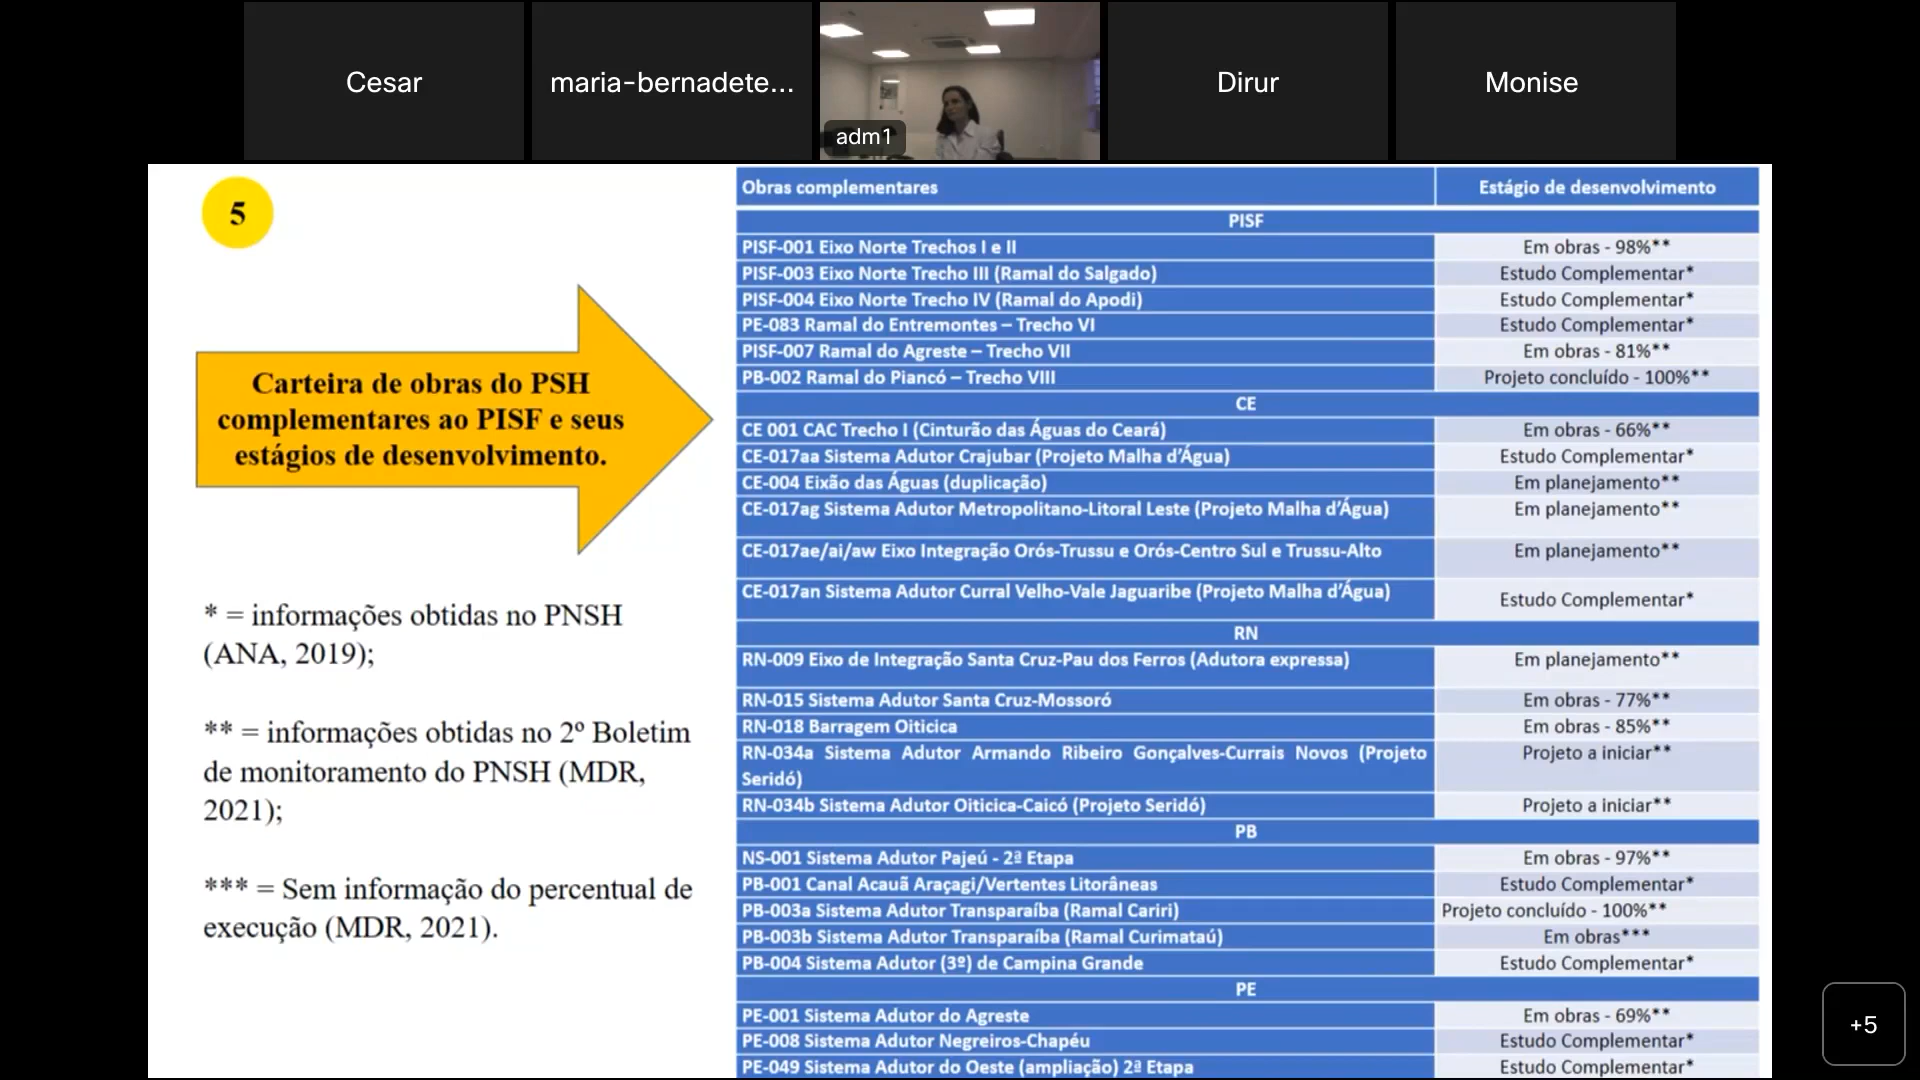 Cesar
maria-bernadete...
adm1
Dirur
Monise
5
Carteira de obras do PSH
complementares ao PISF e seus
estágios de desenvolvimento.
* = informações obtidas no PNSH
(ANA, 2019);
** = informações obtidas no 2º Boletim
de monitoramento do PNSH (MDR,
2021);
*** = Sem informação do percentual de
execução (MDR, 2021).
Obras complementares Estágio de desenvolvimento
PISF
PISF-001 Eixo Norte Trechos I e II Em obras - 98%**
PISF-003 Eixo Norte Trecho III (Ramal do Salgado) Estudo Complementar*
PISF-004 Eixo Norte Trecho IV (Ramal do Apodi) Estudo Complementar*
PE-083 Ramal do Entremontes – Trecho VI Estudo Complementar*
PISF-007 Ramal do Agreste – Trecho VII Em obras - 81%**
PB-002 Ramal do Piancó – Trecho VIII Projeto concluído - 100%**
CE
CE 001 CAC Trecho I (Cinturão das Águas do Ceará) Em obras - 66%**
CE-017aa Sistema Adutor Crajubar (Projeto Malha d'Água) Estudo Complementar*
CE-004 Eixão das Águas (duplicação) Em planejamento**
CE-017ag Sistema Adutor Metropolitano-Litoral Leste (Projeto Malha d'Água) Em planejamento**
CE-017ae/ai/aw Eixo Integração Orós-Trussu e Orós-Centro Sul e Trussu-Alto Em planejamento**
CE-017an Sistema Adutor Curral Velho-Vale Jaguaribe (Projeto Malha d'Água) Estudo Complementar*
RN
RN-009 Eixo de Integração Santa Cruz-Pau dos Ferros (Adutora expressa) Em planejamento**
RN-015 Sistema Adutor Santa Cruz-Mossoró Em obras - 77%**
RN-018 Barragem Oiticica Em obras - 85%**
RN-034a Sistema Adutor Armando Ribeiro Gonçalves-Currais Novos (Projeto Projeto a iniciar**
Seridó)
RN-034b Sistema Adutor Oiticica-Caicó (Projeto Seridó) Projeto a iniciar**
PB
NS-001 Sistema Adutor Pajeú - 2ª Etapa Em obras - 97%**
PB-001 Canal Acauã Araçagi/Vertentes Litorâneas Estudo Complementar*
PB-003a Sistema Adutor Transparaíba (Ramal Cariri) Projeto concluído - 100%**
PB-003b Sistema Adutor Transparaíba (Ramal Curimataú) Em obras***
PB-004 Sistema Adutor (3º) de Campina Grande Estudo Complementar*
PE
PE-001 Sistema Adutor do Agreste Em obras - 69%**
PE-008 Sistema Adutor Negreiros-Chapéu Estudo Complementar*
PE-049 Sistema Adutor do Oeste (ampliação) 2ª Etapa Estudo Complementar*
+5